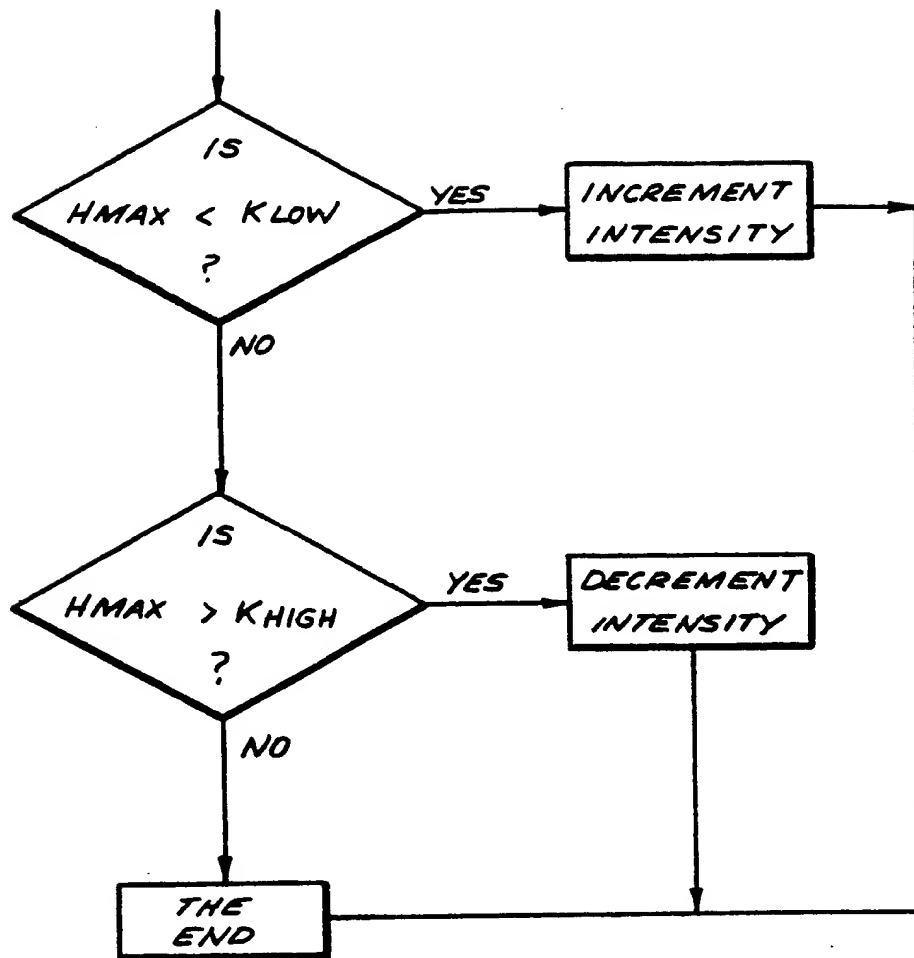 IS
HMAX < KLOW
?
YES
INCREMENT
INTENSITY
NO
IS
HMAX > KHIGH
?
YES
DECREMENT
INTENSITY
NO
THE
END